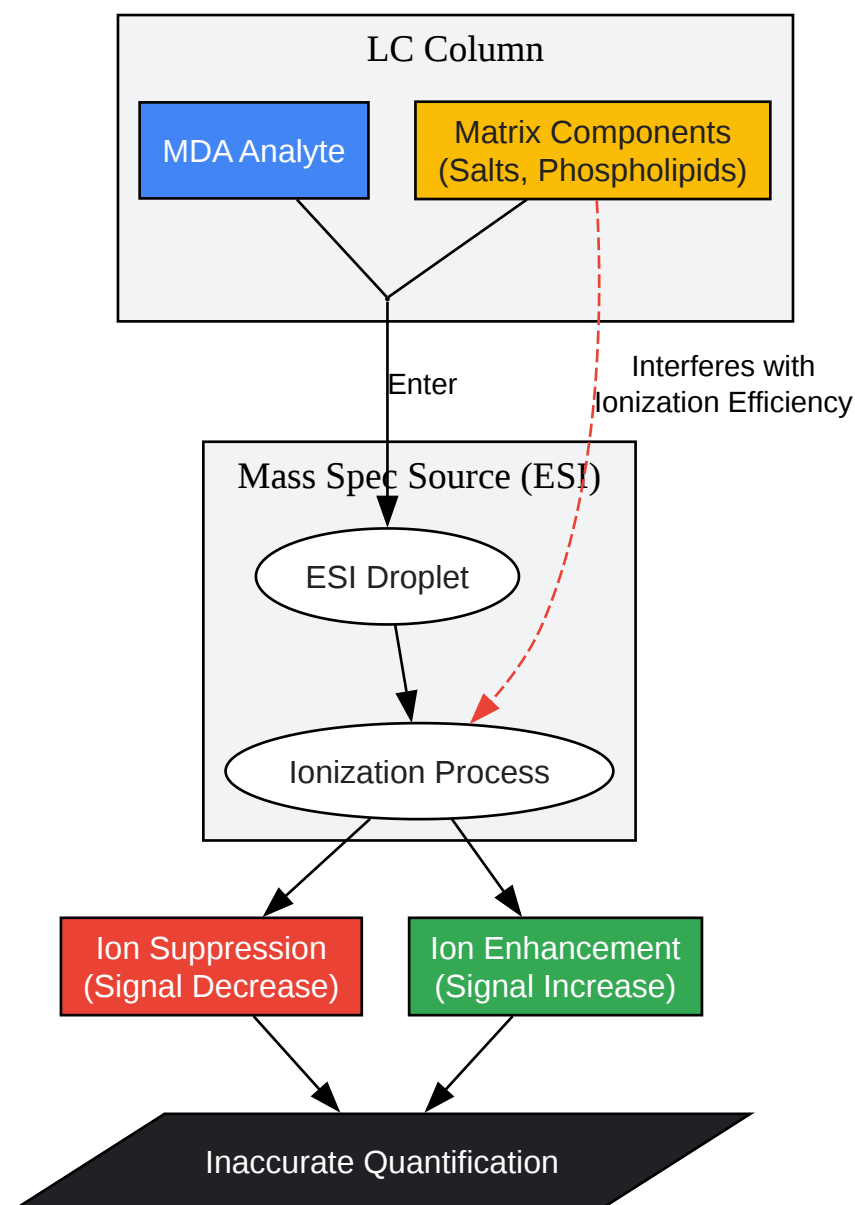 LC Column
MDA Analyte
Matrix Components
(Salts, Phospholipids)
Enter
Interferes with
Ionization Efficiency
Mass Spec Source (ESI)
ESI Droplet
Ionization Process
Ion Suppression
(Signal Decrease)
Ion Enhancement
(Signal Increase)
Inaccurate Quantification